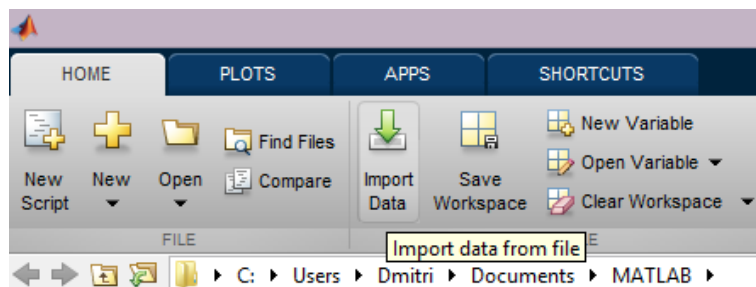 HOME PLOTS APPS SHORTCUTS
New Script
New
Open
Find Files
Compare
Import Data
Save Workspace
New Variable
Open Variable
Clear Workspace
FILE
Import data from file
E
C: Users Dmitri Documents MATLAB